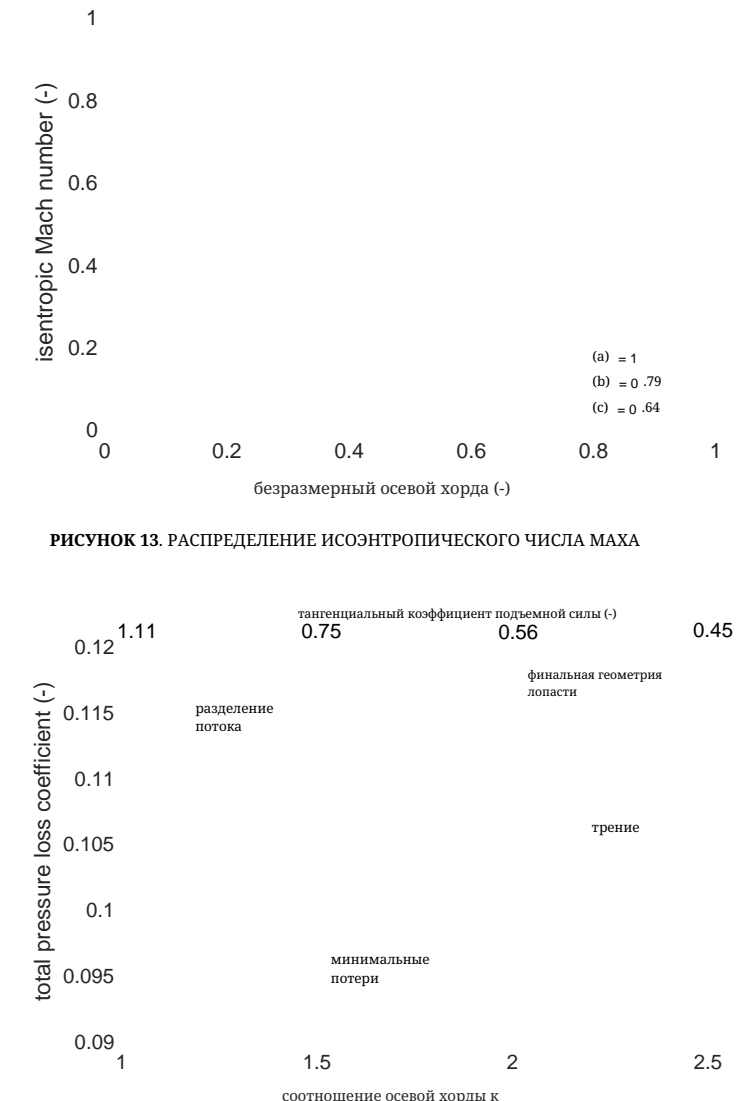 1
0.8
0.6
0.4
0.2
0
isentropic Mach number (-)
(a) = 1
(b) = 0 .79
(c) = 0 .64
0 0.2 0.4 0.6 0.8 1
безразмерный осевой хорда (-)
РИСУНОК 13. РАСПРЕДЕЛЕНИЕ ИСОЭНТРОПИЧЕСКОГО ЧИСЛА МАХА
тангенциальный коэффициент подъемной силы (-)
1.11 0.75 0.56 0.45
0.12
0.115
0.11
0.105
0.1
0.095
0.09
total pressure loss coefficient (-)
финальная геометрия
лопасти
разделение
потока
трение
минимальные
потери
1 1.5 2 2.5
соотношение осевой хорды к